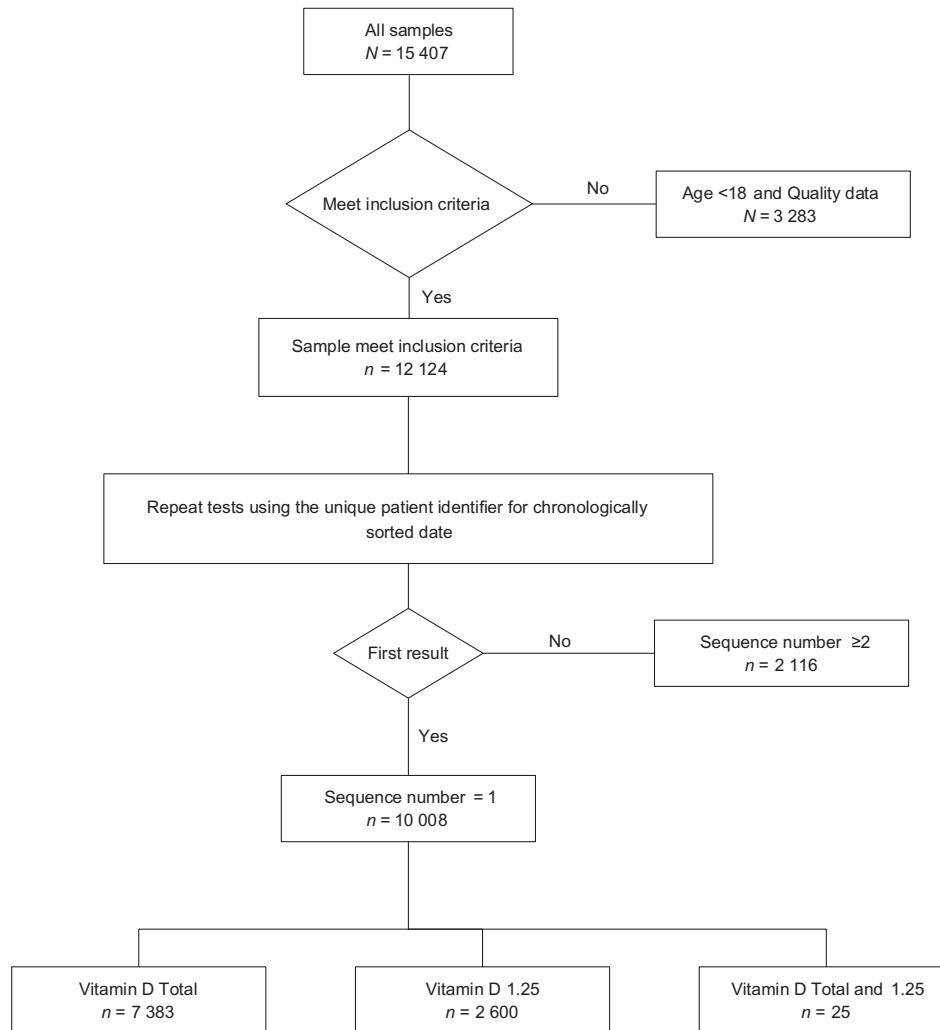 All samples
N = 15 407
Meet inclusion criteria
No
Age <18 and Quality data
N = 3 283
Yes
Sample meet inclusion criteria
n = 12 124
Repeat tests using the unique patient identifier for chronologically
sorted date
First result
No
Sequence number ≥2
n = 2 116
Yes
Sequence number = 1
n = 10 008
Vitamin D Total
n = 7 383
Vitamin D 1.25
n = 2 600
Vitamin D Total and 1.25
n = 25